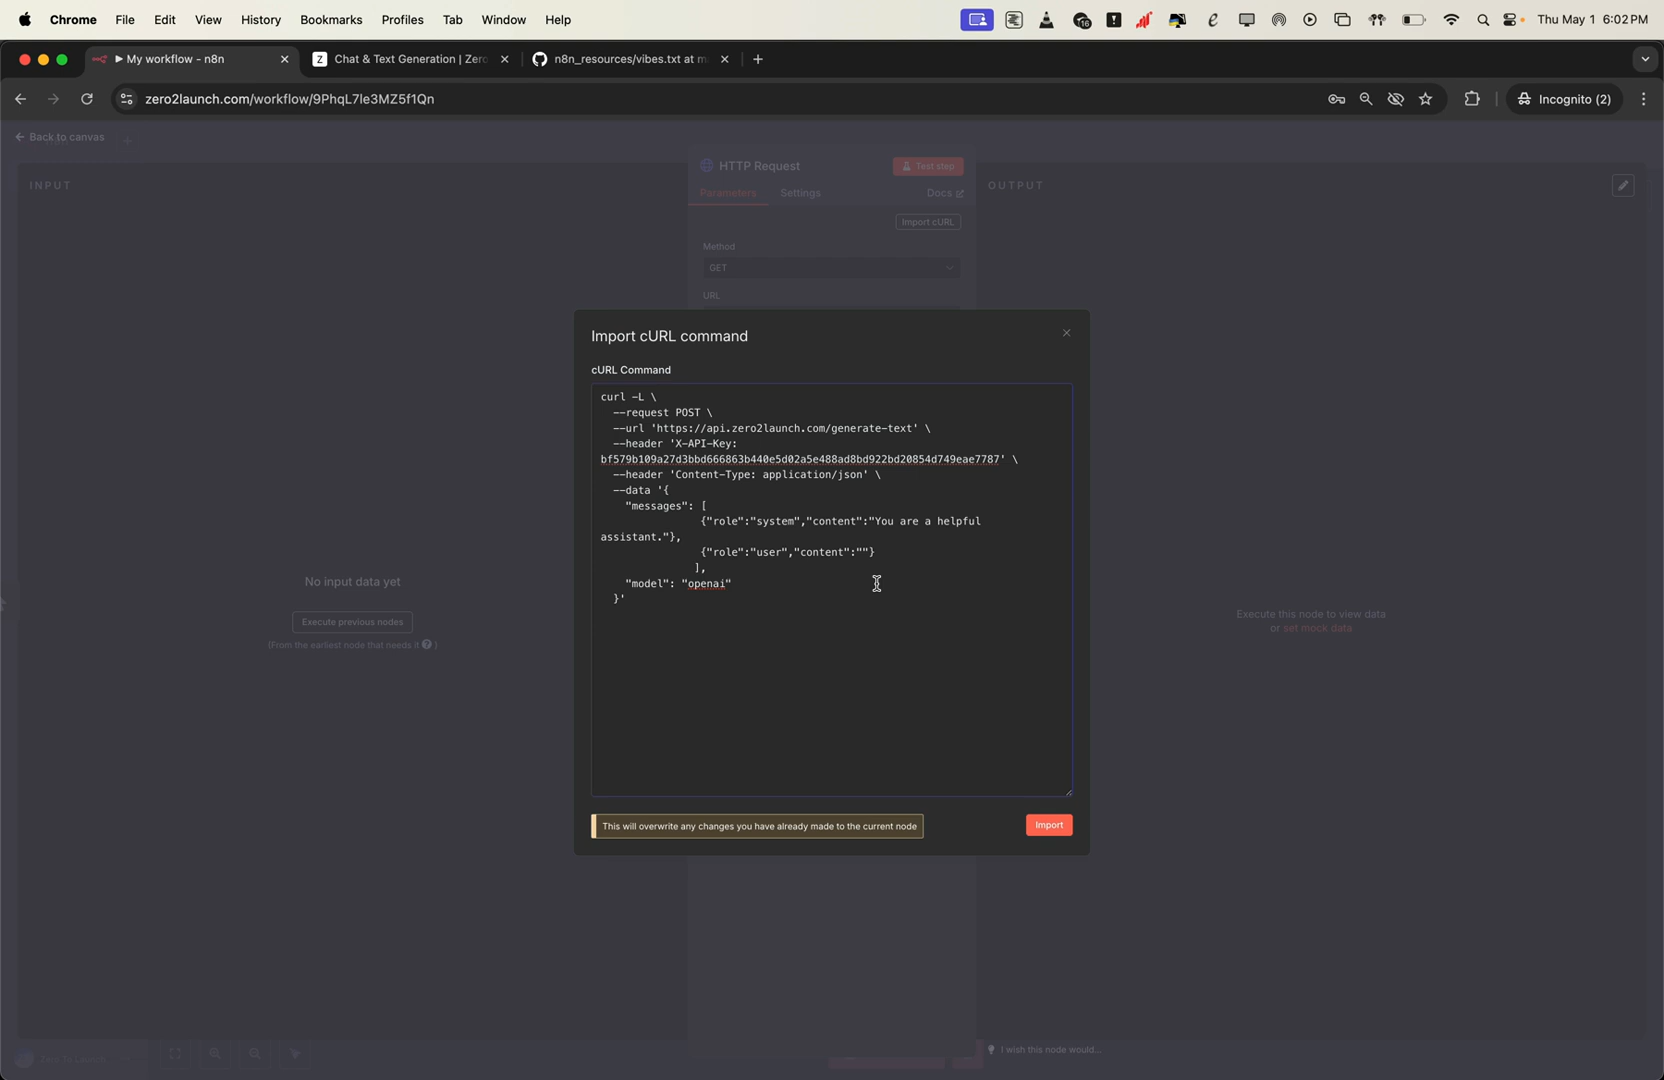 Chrome File Edit View History Bookmarks Profiles Tab Window Help 16 Thu May 1 6:02 PM
My workflow - n8n
Chat & Text Generation | Zero
n8n_resources/vibes.txt at m
zero2launch.com/workflow/9PhqL7le3MZ5f1Qn
Incognito (2)
Back to canvas
HTTP Request
Test step
INPUT
Parameters Settings Docs
OUTPUT
Import cURL
Method
GET
URL
Import cURL command
cURL Command
curl -L \
--request POST \
--url 'https://api.zero2launch.com/generate-text' \
--header 'X-API-Key:
bf579b109a27d3bbd666863b440e5d02a5e488ad8bd922bd20854d749eae7787' \
--header 'Content-Type: application/json' \
--data '{
"messages": [
{"role":"system","content":"You are a helpful
assistant."},
{"role":"user","content":""}
],
"model": "openai"
}'
No input data yet
Execute previous nodes
(From the earliest node that needs it ? )
Execute this node to view data
or set mock data
This will overwrite any changes you have already made to the current node
Import
Zero To Launch
I wish this node would...